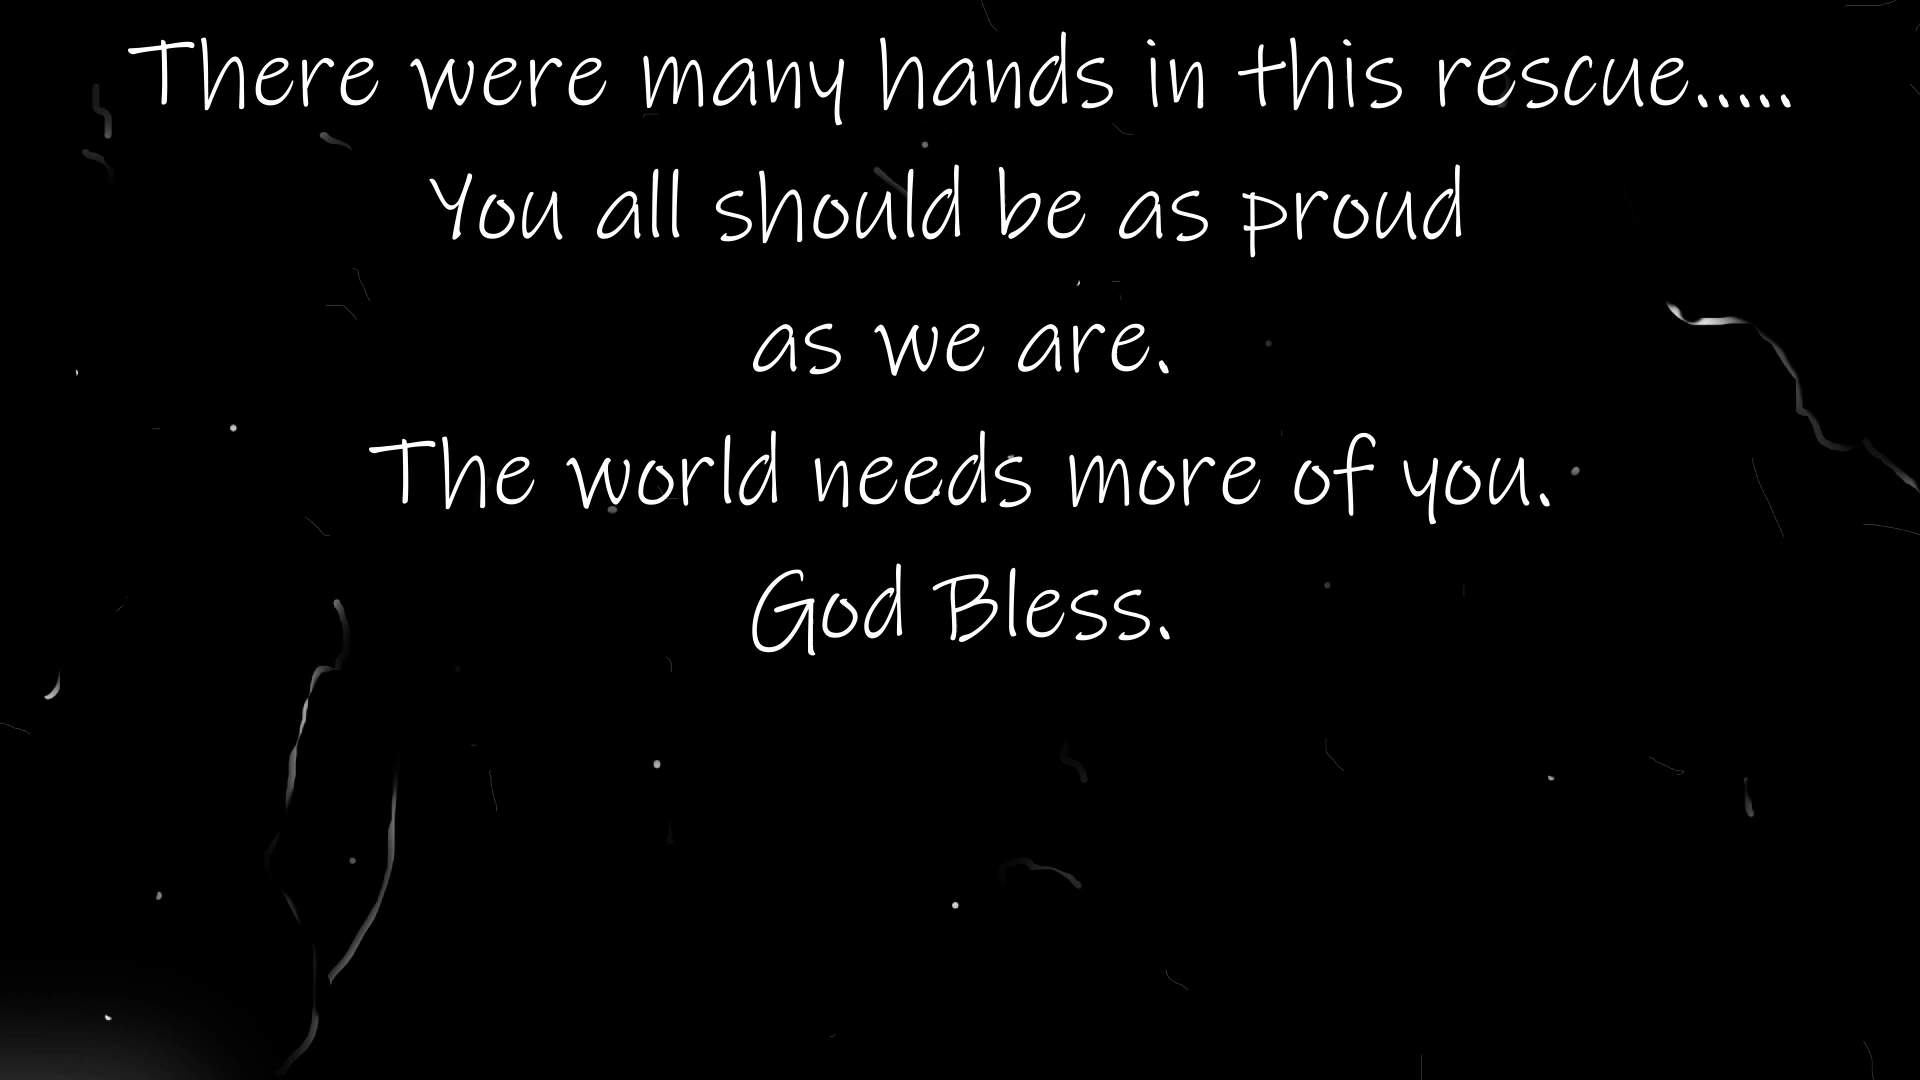 There were many hands in this rescue.....
You all should be as proud
as we are.
The world needs more of you.
God Bless.